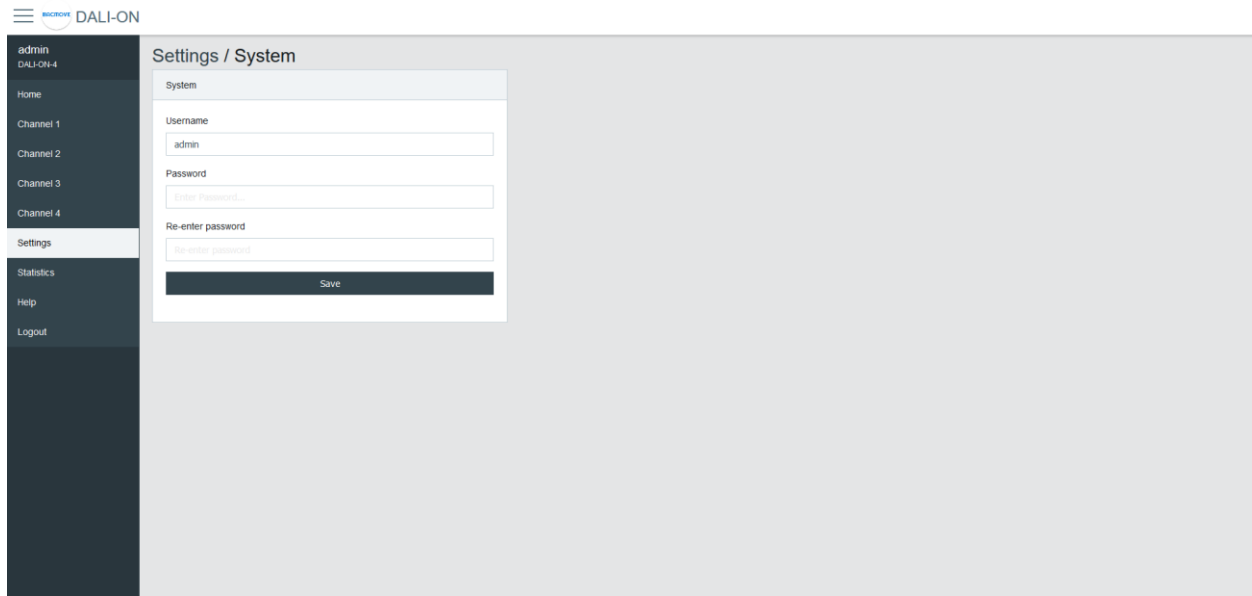 DALI-ON
admin
DALI-ON-4
Home
Channel 1
Channel 2
Channel 3
Channel 4
Settings
Statistics
Help
Logout
Settings / System
System
Username
admin
Password
Enter Password...
Re-enter password
Re-enter password
Save